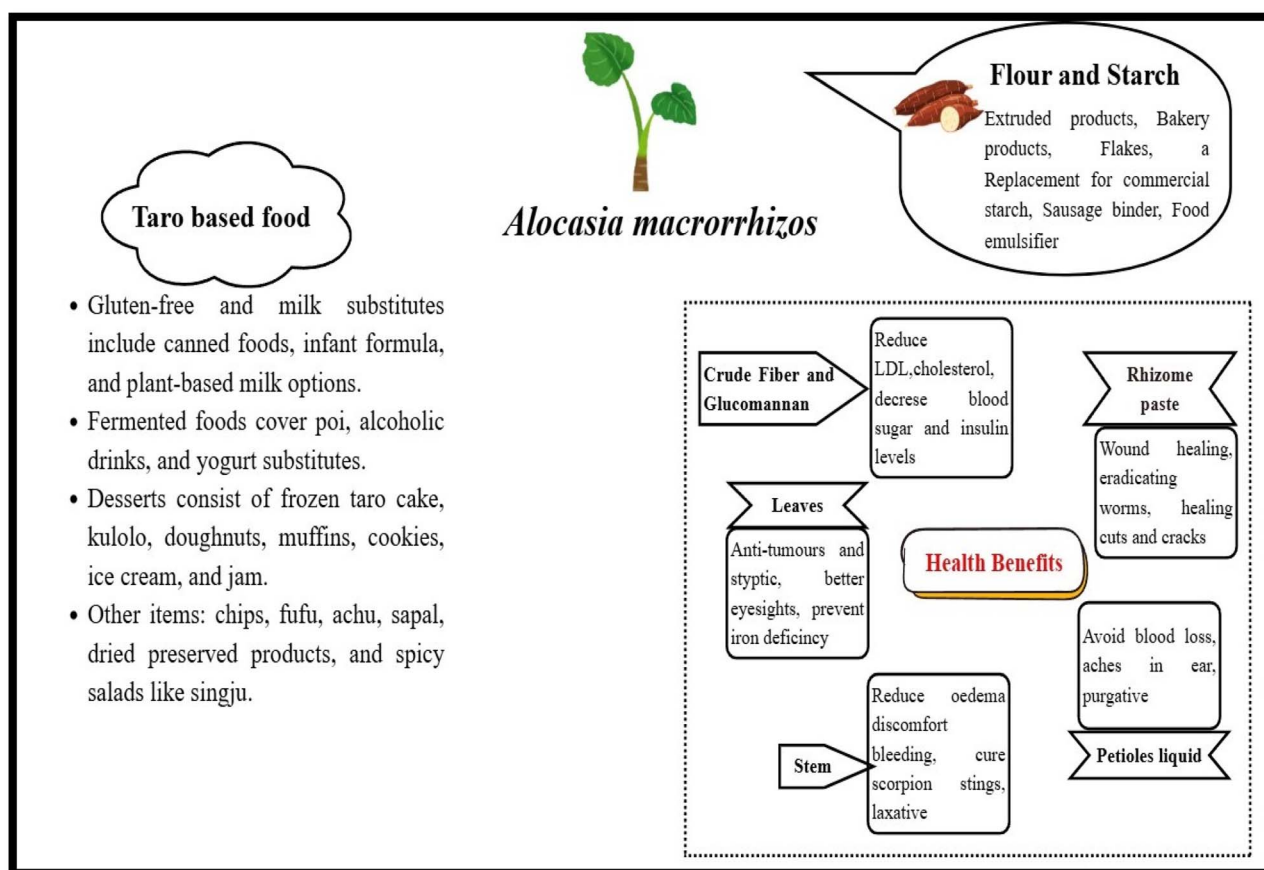 Alocasia macrorrhizos
Flour and Starch
Extruded products, Bakery
products, Flakes, a
Replacement for commercial
starch, Sausage binder, Food
emulsifier
Taro based food
• Gluten-free and milk substitutes
include canned foods, infant formula,
and plant-based milk options.
• Fermented foods cover poi, alcoholic
drinks, and yogurt substitutes.
• Desserts consist of frozen taro cake,
kulolo, doughnuts, muffins, cookies,
ice cream, and jam.
• Other items: chips, fufu, achu, sapal,
dried preserved products, and spicy
salads like singju.
Health Benefits
Crude Fiber and
Glucomannan
Reduce
LDL,cholesterol,
decrese blood
sugar and insulin
levels
Rhizome
paste
Wound healing,
eradicating
worms, healing
cuts and cracks
Leaves
Anti-tumours and
styptic, better
eyesights, prevent
iron deficincy
Avoid blood loss,
aches in ear,
purgative
Petioles liquid
Stem
Reduce oedema
discomfort
bleeding, cure
scorpion stings,
laxative